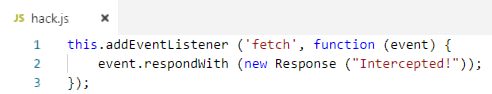 JS hack.js ×
1 this.addEventListener ('fetch', function (event) {
2     event.respondWith (new Response ("Intercepted!"));
3 });